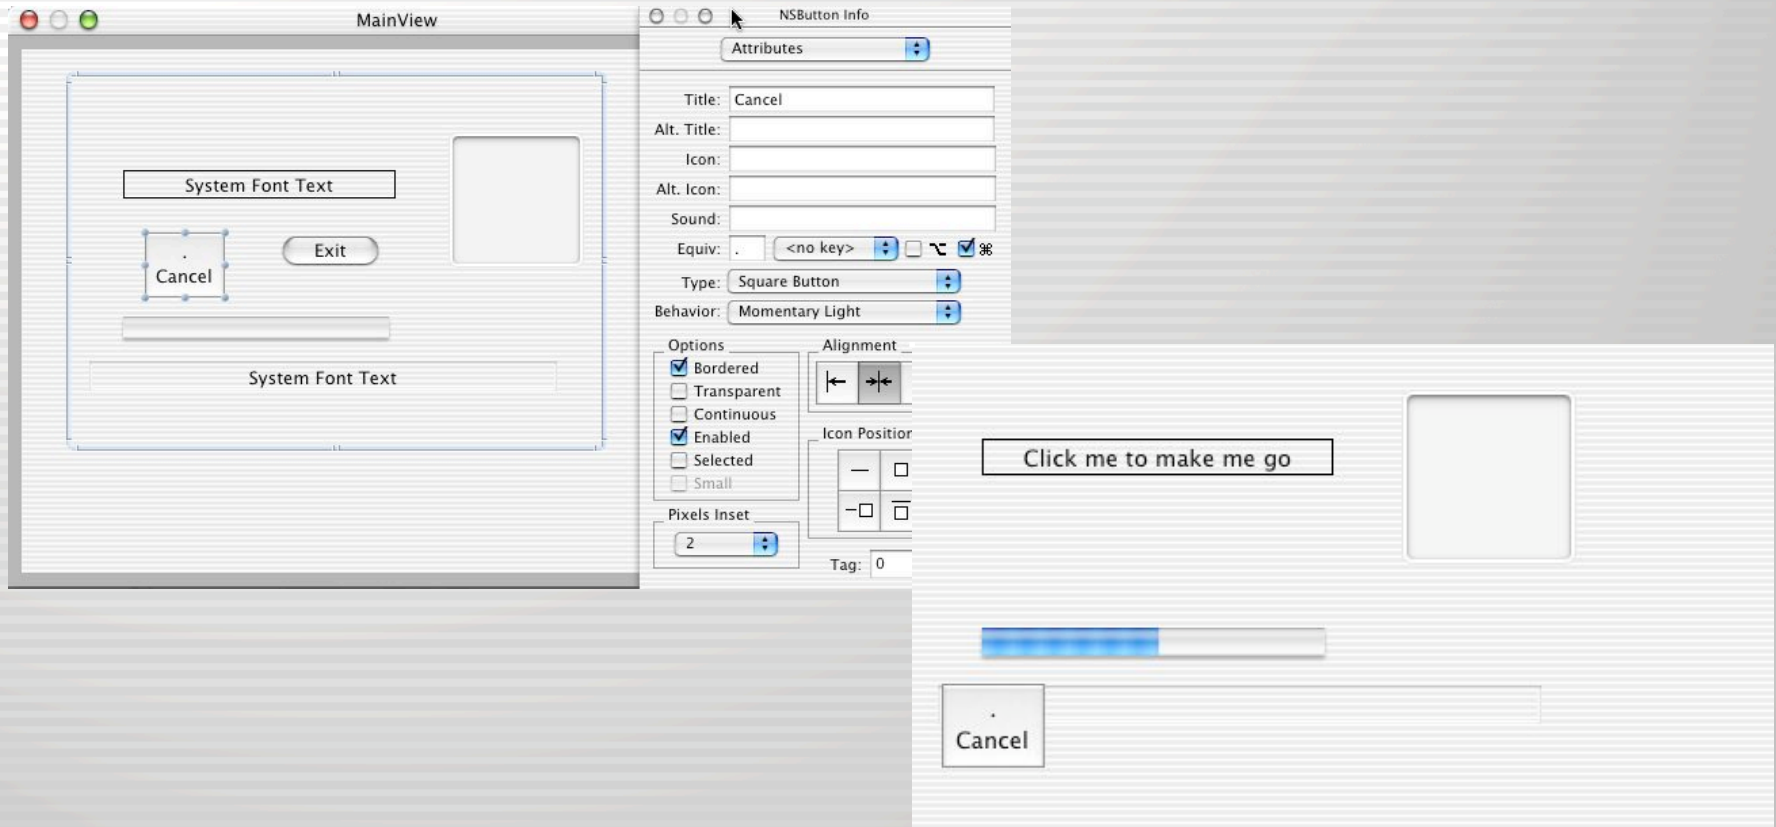 MainView
System Font Text
.
Cancel
Exit
System Font Text
NSButton Info
Attributes
Title: Cancel
Alt. Title:
Icon:
Alt. Icon:
Sound:
Equiv: . <no key> ⌥ ⌘
Type: Square Button
Behavior: Momentary Light
Options
Bordered
Transparent
Continuous
Enabled
Selected
Small
Pixels Inset
2
Alignment
Icon Position
Tag: 0
Click me to make me go
.
Cancel